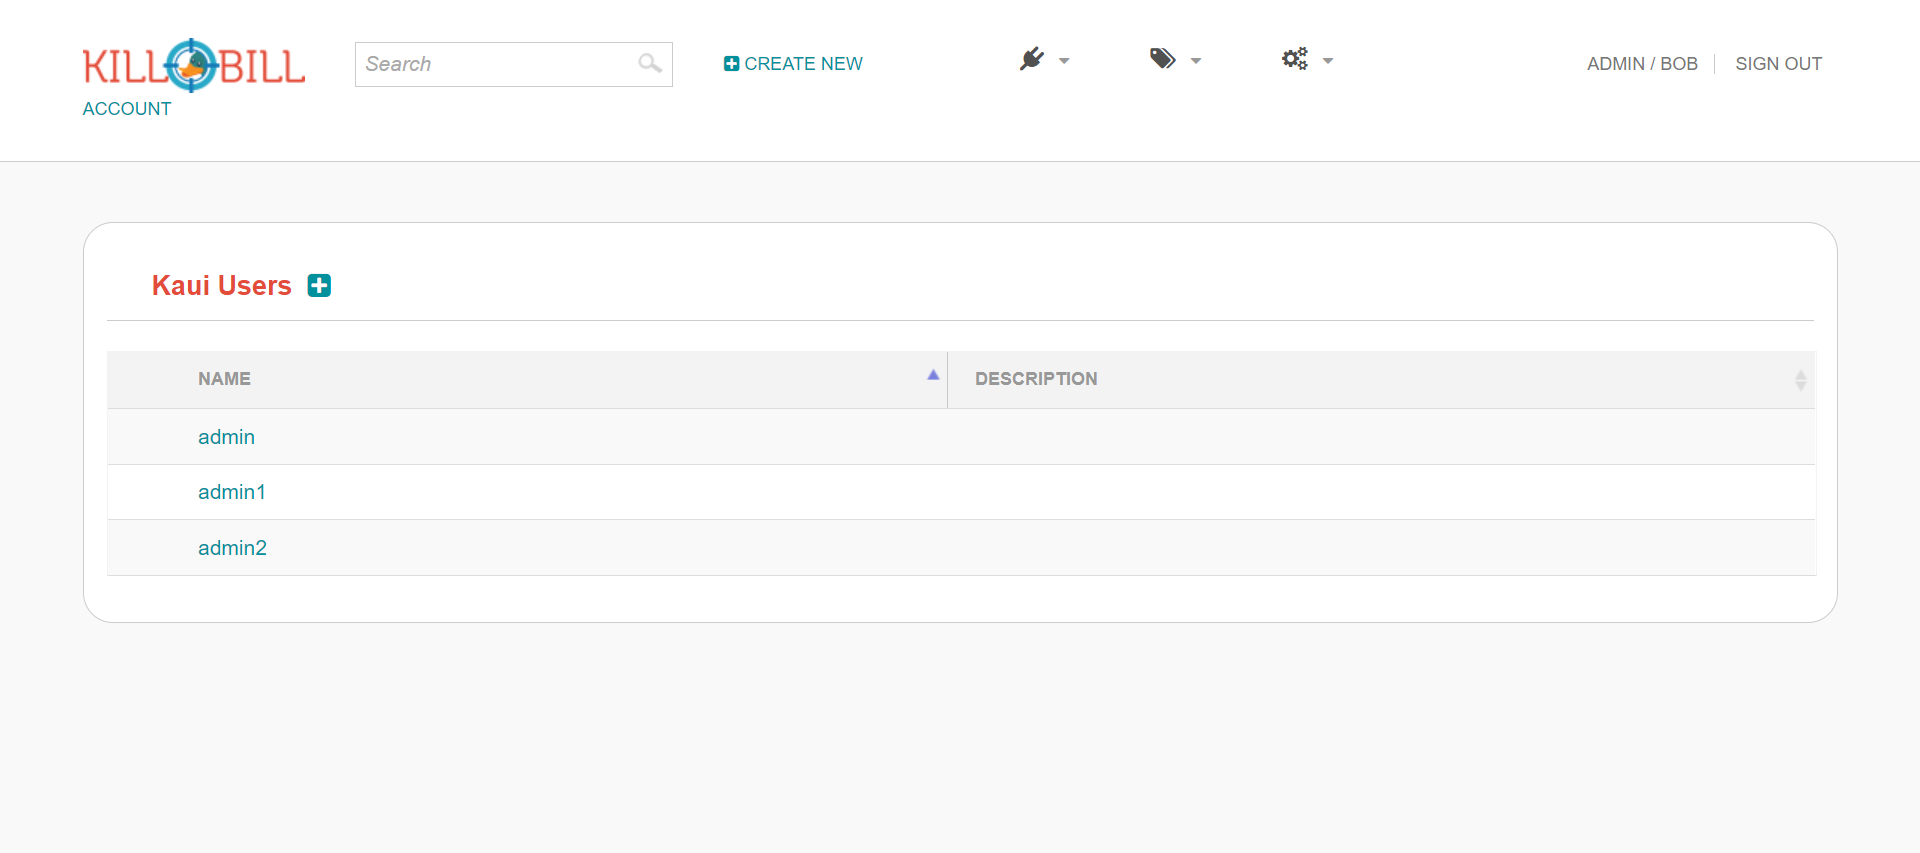 KILL BILL
Search
CREATE NEW
ADMIN / BOB
SIGN OUT
ACCOUNT
Kaui Users
NAME
DESCRIPTION
admin
admin1
admin2